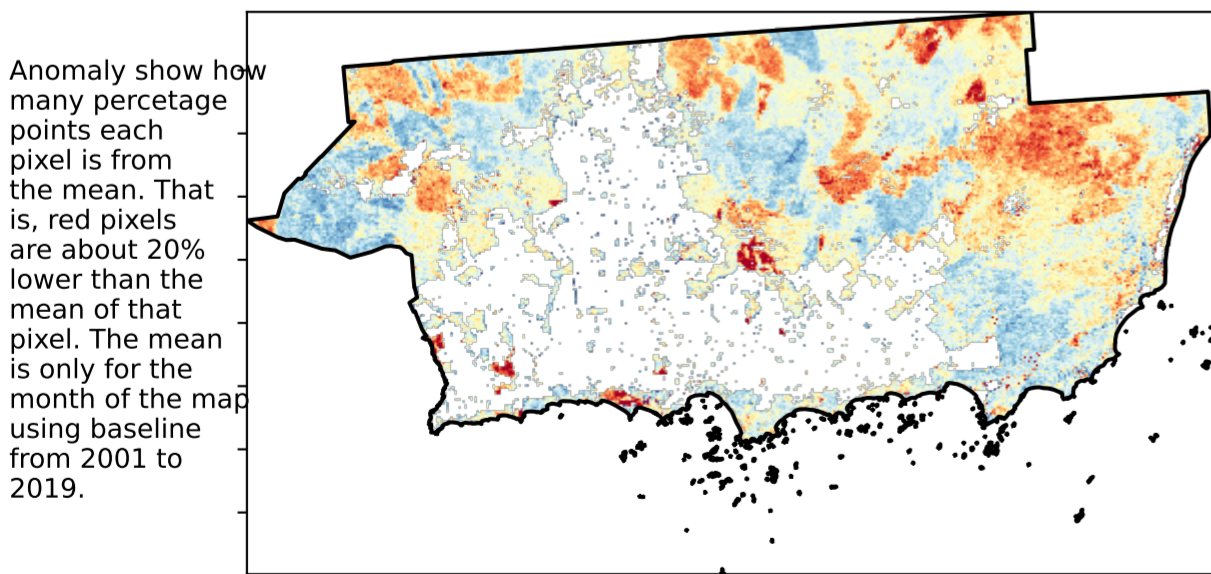 Anomaly show how
many percetage
points each
pixel is from
the mean. That
is, red pixels
are about 20%
lower than the
mean of that
pixel. The mean
is only for the
month of the map
using baseline
from 2001 to
2019.